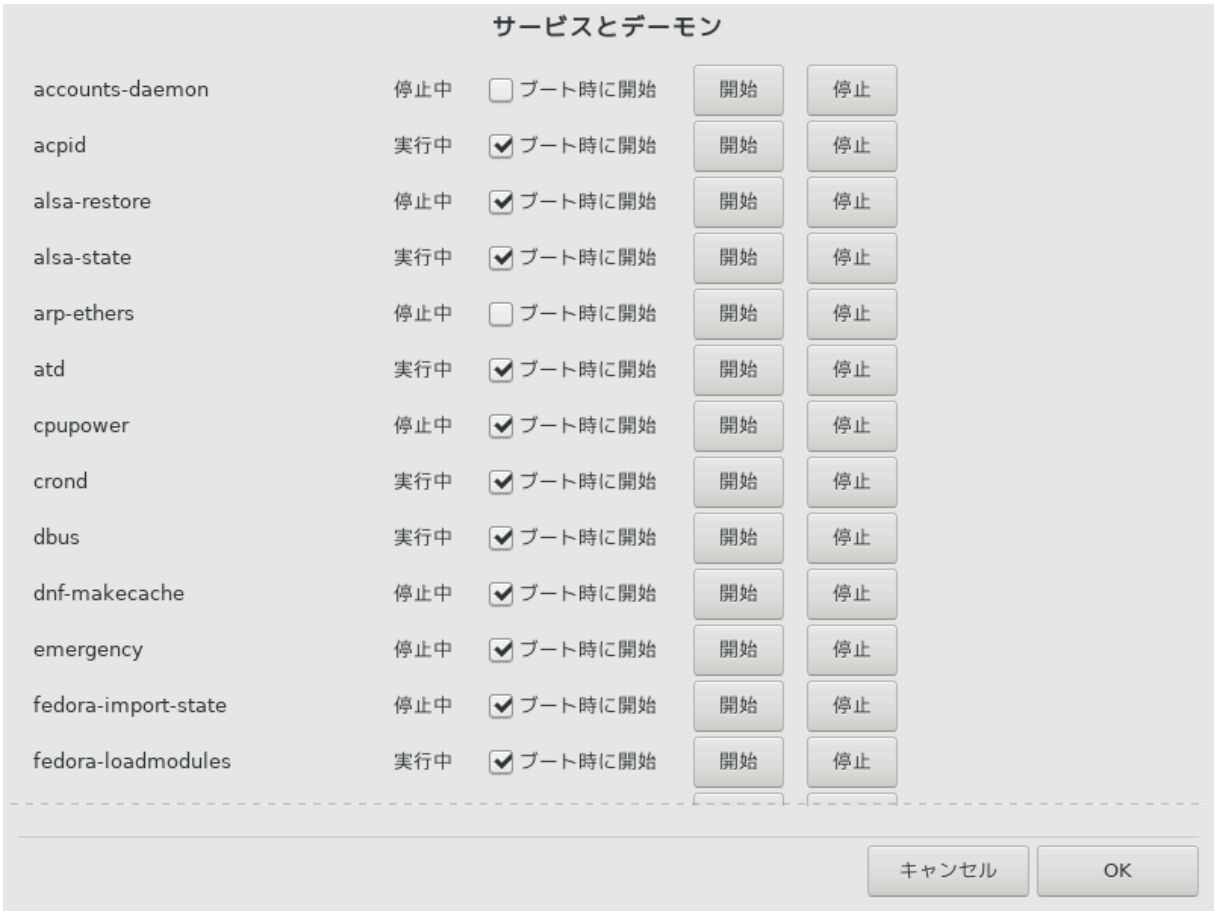 サービスとデーモン
accounts-daemon 停止中 ブート時に開始 開始 停止
acpid 実行中 ブート時に開始 開始 停止
alsa-restore 停止中 ブート時に開始 開始 停止
alsa-state 実行中 ブート時に開始 開始 停止
arp-ethers 停止中 ブート時に開始 開始 停止
atd 実行中 ブート時に開始 開始 停止
cpupower 停止中 ブート時に開始 開始 停止
crond 実行中 ブート時に開始 開始 停止
dbus 実行中 ブート時に開始 開始 停止
dnf-makecache 停止中 ブート時に開始 開始 停止
emergency 停止中 ブート時に開始 開始 停止
fedora-import-state 停止中 ブート時に開始 開始 停止
fedora-loadmodules 実行中 ブート時に開始 開始 停止
キャンセル OK